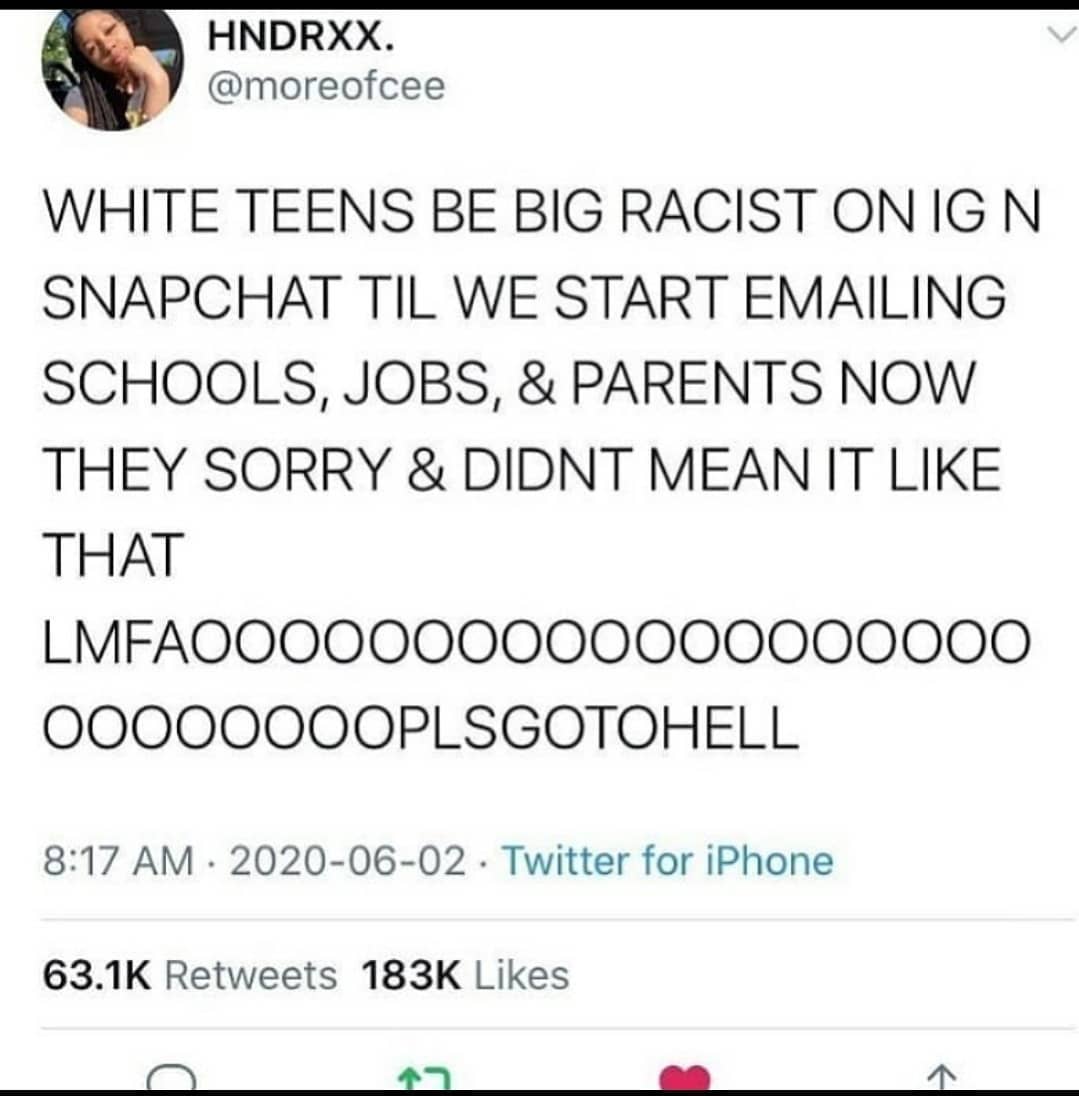 HNDRXX.
@moreofcee
WHITE TEENS BE BIG RACIST ON IG N
SNAPCHAT TIL WE START EMAILING
SCHOOLS, JOBS, & PARENTS NOW
THEY SORRY & DIDNT MEAN IT LIKE
THAT
LMFAOOOOOOOOOOOOOOOOOOO
OOOOOOOOPLSGOTOHELL
8:17 AM · 2020-06-02 · Twitter for iPhone
63.1K Retweets 183K Likes